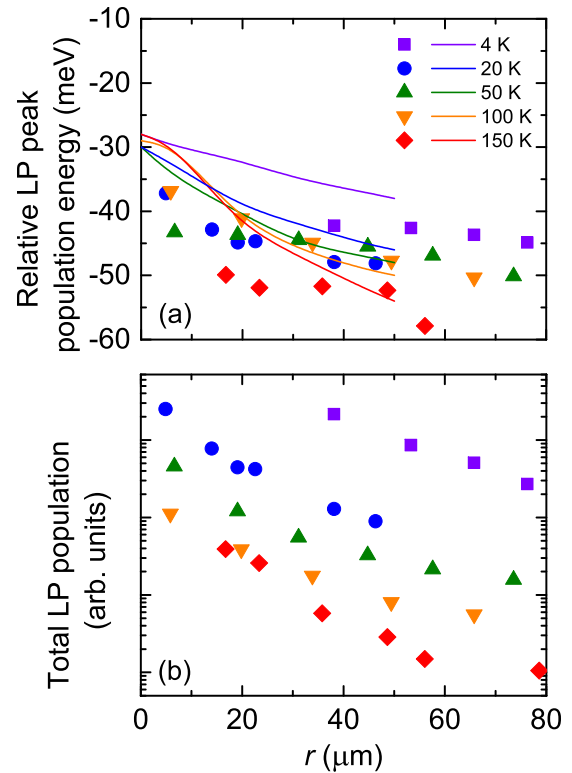 -10
-20
-30
-40
-50
-60
Relative LP peak
population energy (meV)
4 K
20 K
50 K
100 K
150 K
(a)
Total LP population
(arb. units)
(b)
0
20
40
60
80
r (μm)